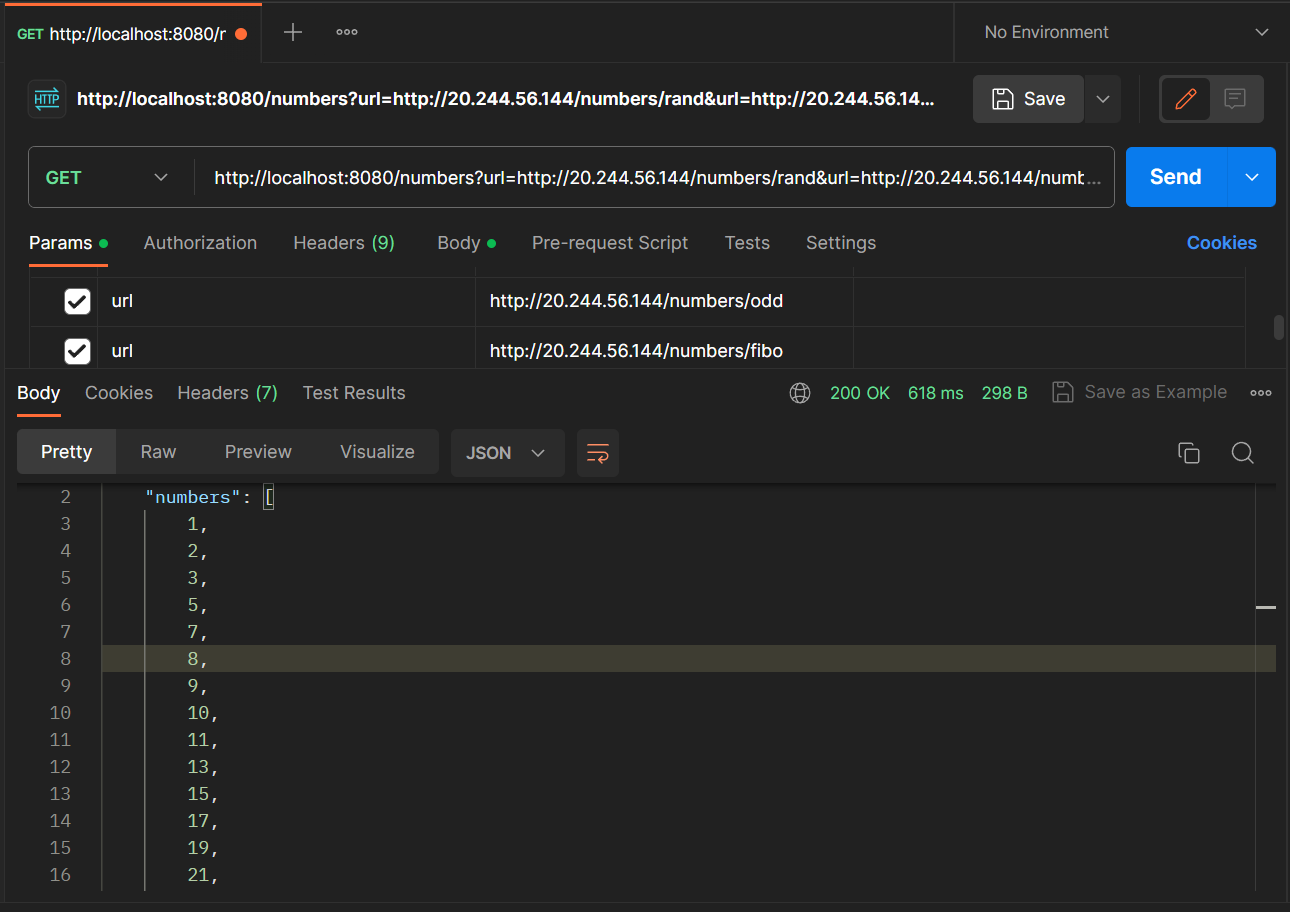 GET http://localhost:8080/r
No Environment
HTTP http://localhost:8080/numbers?url=http://20.244.56.144/numbers/rand&url=http://20.244.56.14...
Save
GET http://localhost:8080/numbers?url=http://20.244.56.144/numbers/rand&url=http://20.244.56.144/numb...
Send
Params Authorization Headers (9) Body Pre-request Script Tests Settings Cookies
url http://20.244.56.144/numbers/odd
url http://20.244.56.144/numbers/fibo
Body Cookies Headers (7) Test Results 200 OK 618 ms 298 B Save as Example
Pretty Raw Preview Visualize JSON
2 "numbers": [
3 1,
4 2,
5 3,
6 5,
7 7,
8 8,
9 9,
10 10,
11 11,
12 13,
13 15,
14 17,
15 19,
16 21,